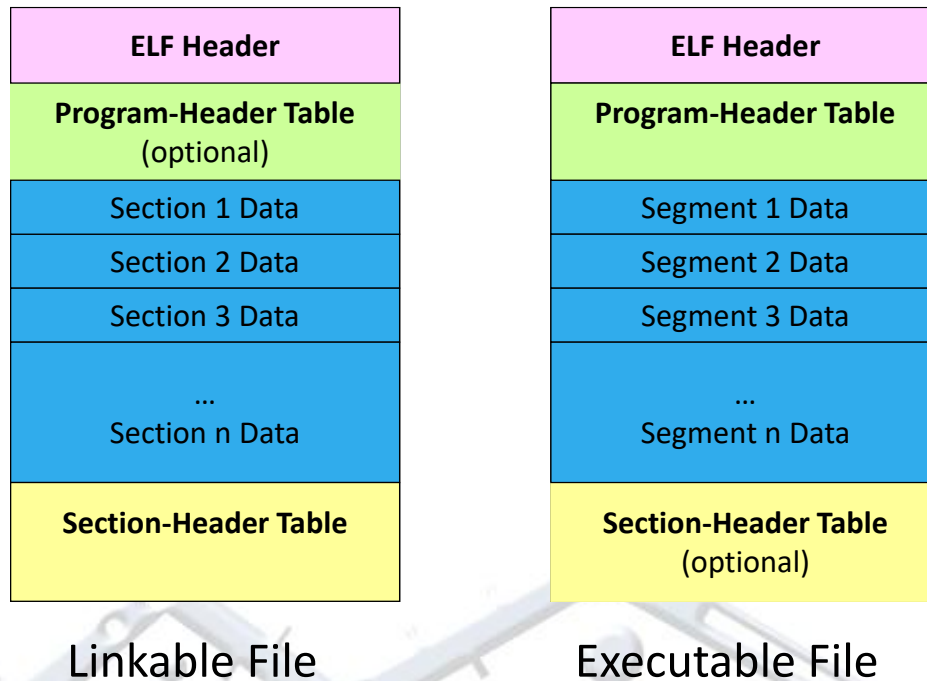 ELF Header
Program-Header Table
(optional)
Section 1 Data
Section 2 Data
Section 3 Data
...
Section n Data
Section-Header Table
Linkable File
ELF Header
Program-Header Table
Segment 1 Data
Segment 2 Data
Segment 3 Data
...
Segment n Data
Section-Header Table
(optional)
Executable File